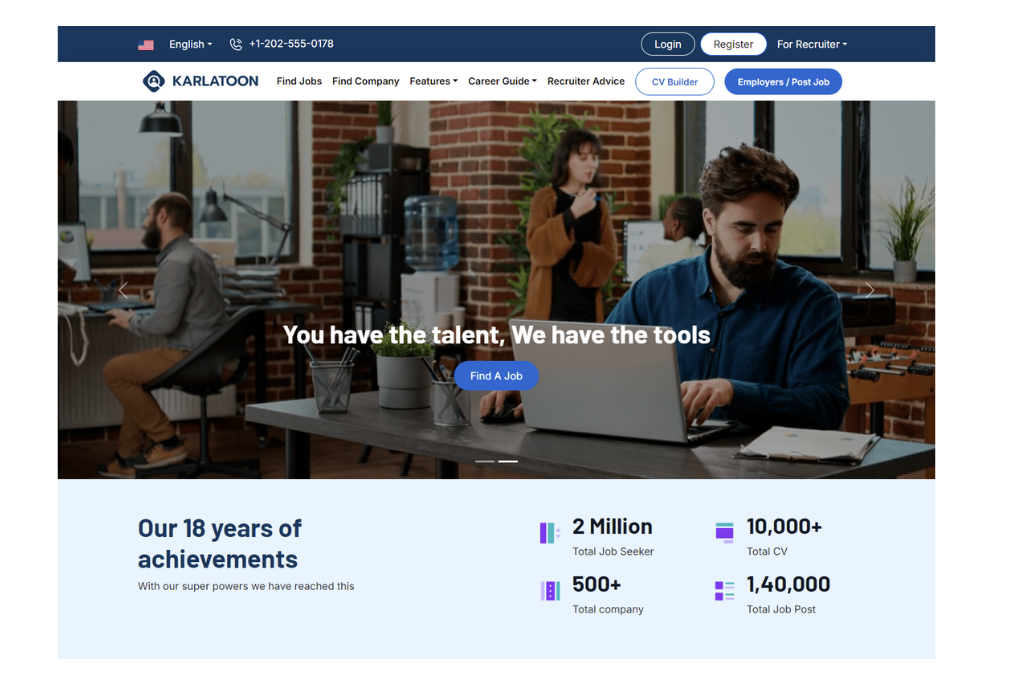 English
+1-202-555-0178
Login
Register
For Recruiter
KARLATOON
Find Jobs
Find Company
Features
Career Guide
Recruiter Advice
CV Builder
Employers / Post Job
You have the talent, We have the tools
Find A Job
Our 18 years of
achievements
With our super powers we have reached this
2 Million
Total Job Seeker
10,000+
Total CV
500+
Total company
1,40,000
Total Job Post